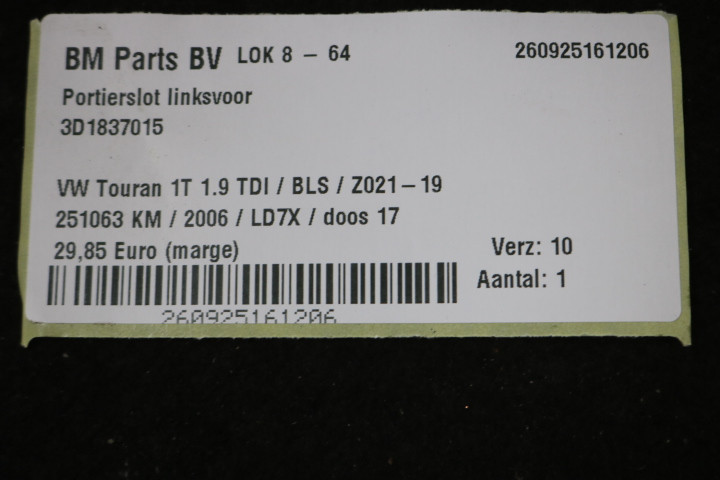 BM Parts BV LOK 8 – 64 260925161206
Portierslot linksvoor
3D1837015
VW Touran 1T 1.9 TDI / BLS / Z021–19
251063 KM / 2006 / LD7X / doos 17
29,85 Euro (marge) Verz: 10
Aantal: 1
260925161206